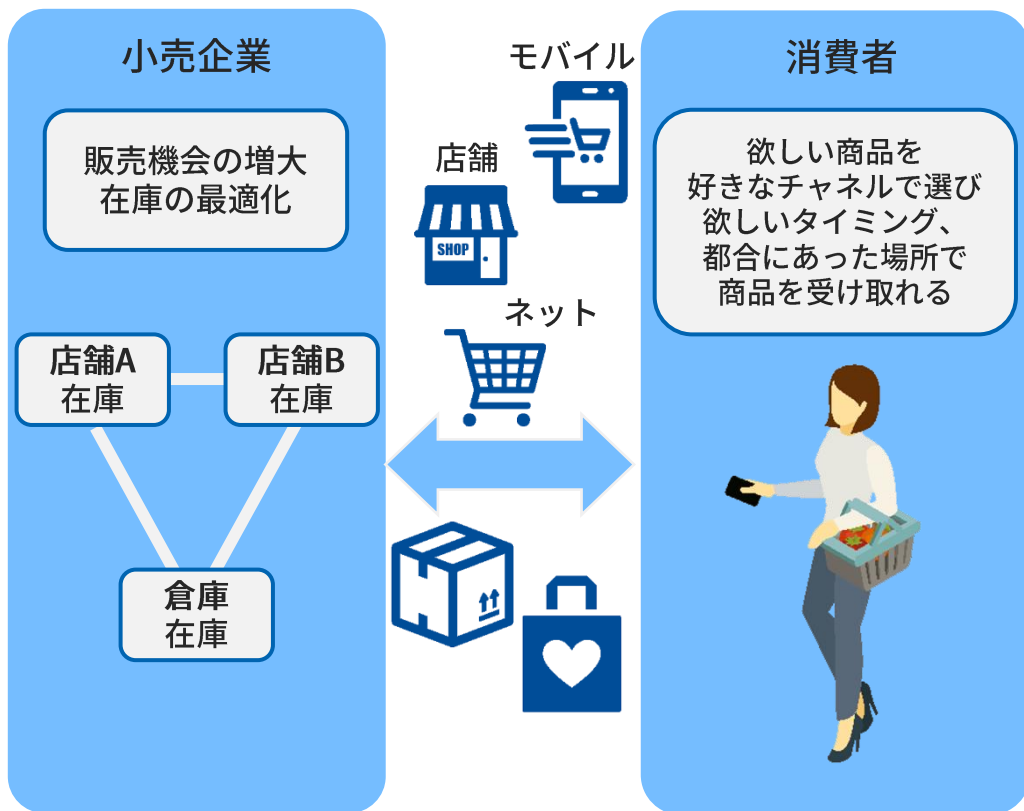 小売企業
販売機会の増大
在庫の最適化
店舗A
在庫
店舗B
在庫
倉庫
在庫
モバイル
店舗
SHOP
ネット
消費者
欲しい商品を
好きなチャネルで選び
欲しいタイミング、
都合にあった場所で
商品を受け取れる